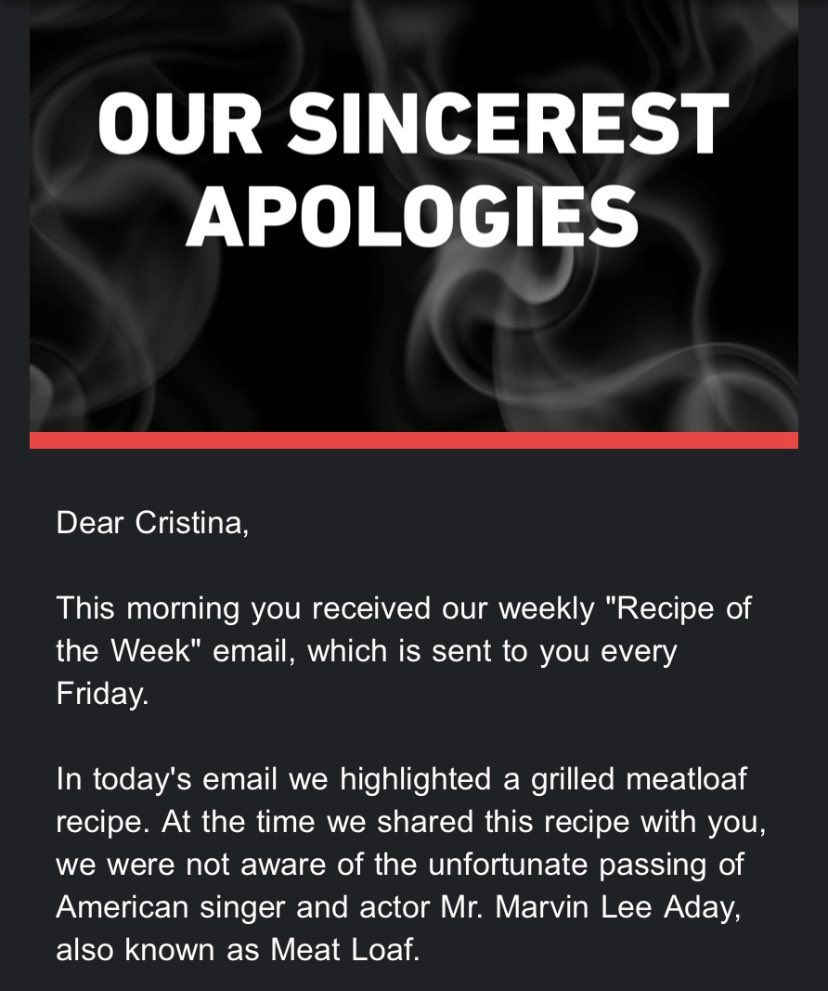 OUR SINCEREST
APOLOGIES
Dear Cristina,
This morning you received our weekly "Recipe of
the Week" email, which is sent to you every
Friday.
In today's email we highlighted a grilled meatloaf
recipe. At the time we shared this recipe with you,
we were not aware of the unfortunate passing of
American singer and actor Mr. Marvin Lee Aday,
also known as Meat Loaf.